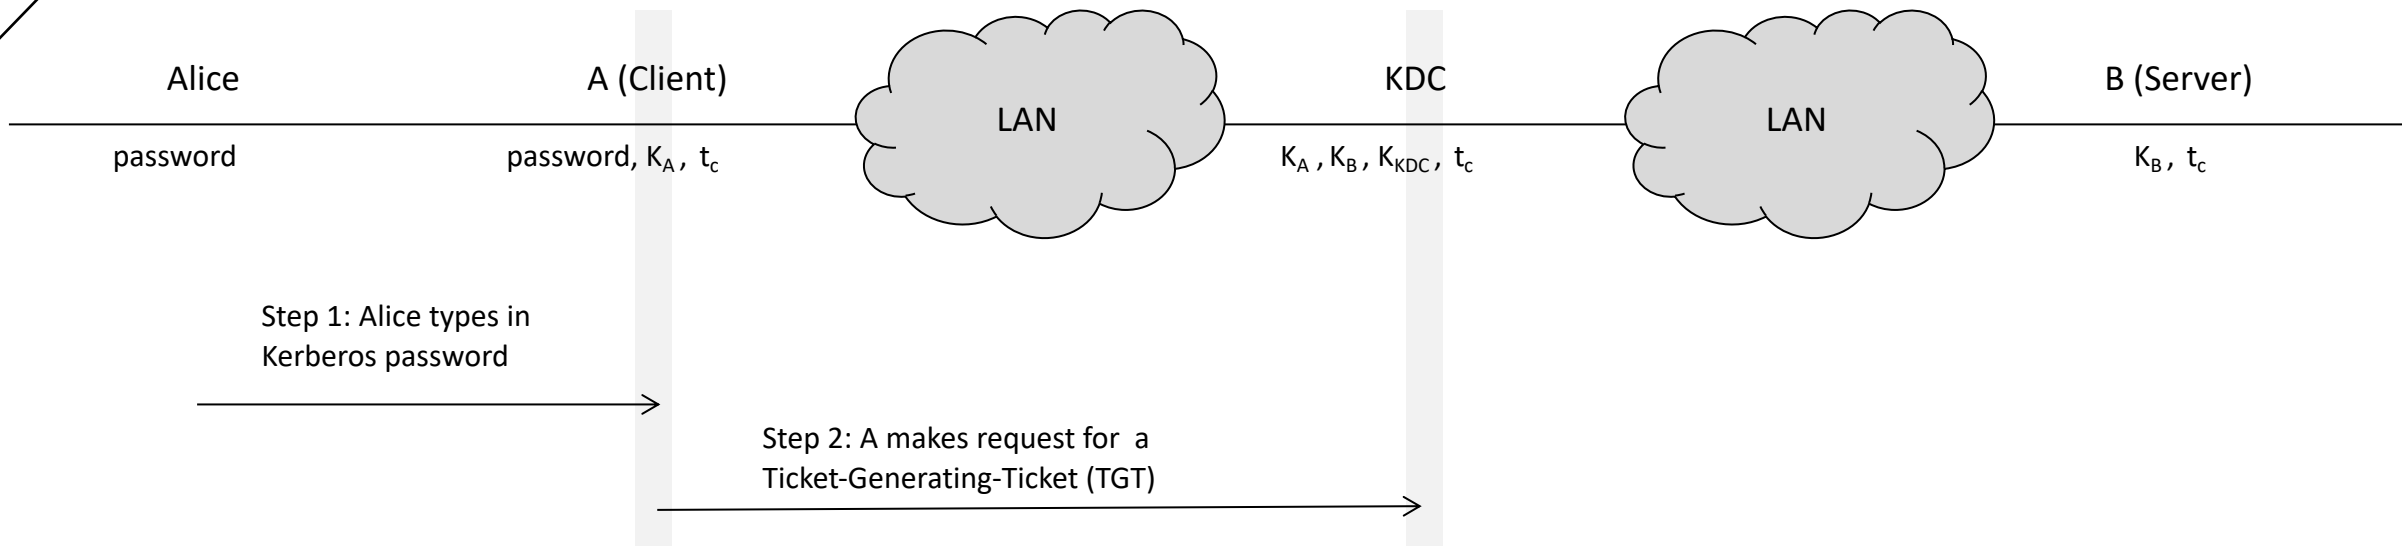 Alice
A (Client)
LAN
KDC
LAN
B (Server)
password
password, K_A , t_c
K_A , K_B, K_KDC , t_c
K_B , t_c
Step 1: Alice types in
Kerberos password
Step 2: A makes request for  a
Ticket-Generating-Ticket (TGT)